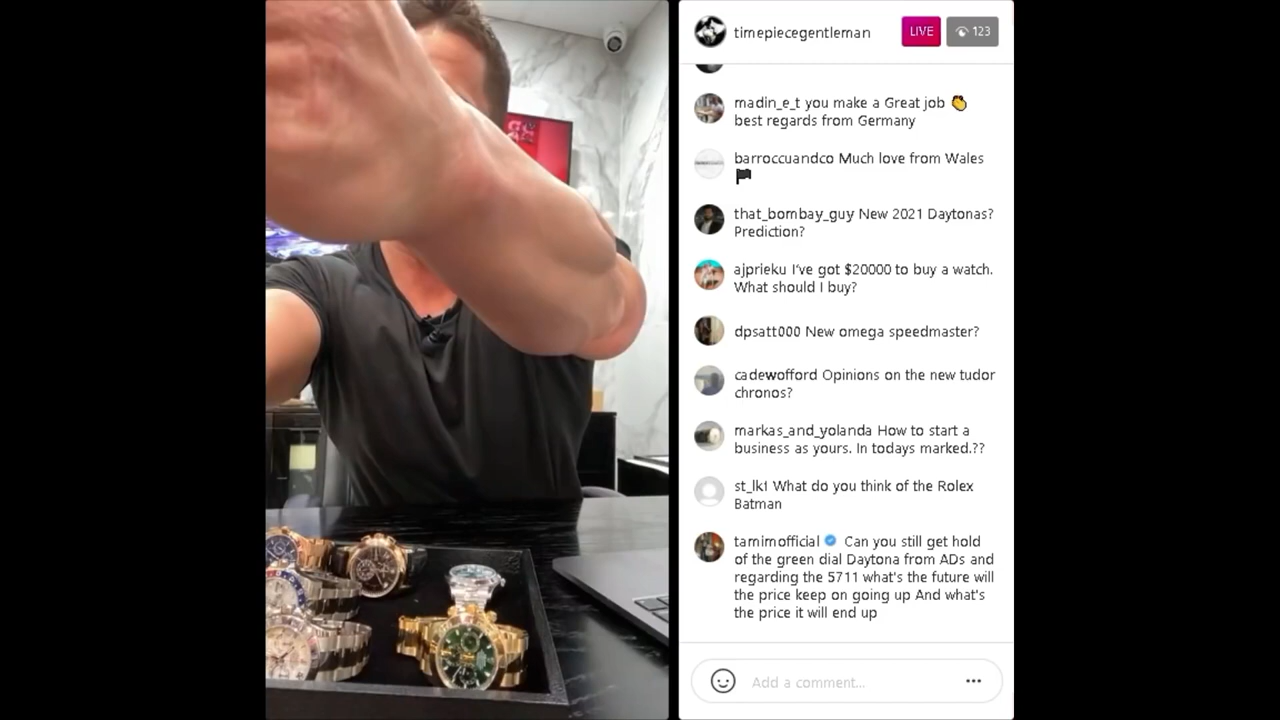 timepiecegentleman
LIVE
123
madin_e_t you make a Great job
best regards from Germany
barroccuandco Much love from Wales
that_bombay_guy New 2021 Daytonas?
Prediction?
ajprieku I've got $20000 to buy a watch.
What should I buy?
dpsatt000 New omega speedmaster?
cadewofford Opinions on the new tudor
chronos?
markas_and_yolanda How to start a
business as yours. In todays marked.??
st_lk1 What do you think of the Rolex
Batman
tamimofficial Can you still get hold
of the green dial Daytona from ADs and
regarding the 5711 what's the future will
the price keep on going up And what's
the price it will end up
Add a comment...